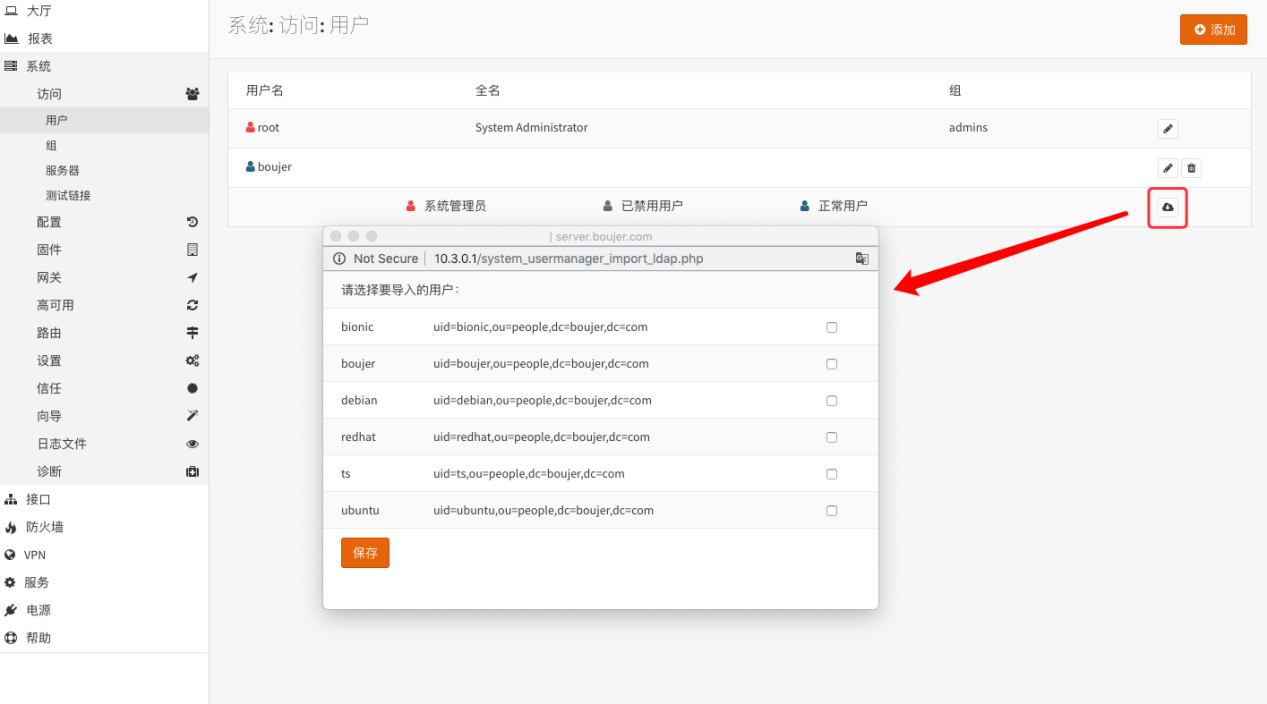 大厅
报表
系统
访问
用户
组
服务器
测试链接
配置
固件
网关
高可用
路由
设置
信任
向导
日志文件
诊断
接口
防火墙
VPN
服务
电源
帮助
系统: 访问: 用户
添加
用户名 全名 组
root System Administrator admins
boujer
系统管理员 已禁用用户 正常用户
| server.boujer.com
Not Secure | 10.3.0.1/system_usermanager_import_ldap.php
请选择要导入的用户:
bionic uid=bionic,ou=people,dc=boujer,dc=com
boujer uid=boujer,ou=people,dc=boujer,dc=com
debian uid=debian,ou=people,dc=boujer,dc=com
redhat uid=redhat,ou=people,dc=boujer,dc=com
ts uid=ts,ou=people,dc=boujer,dc=com
ubuntu uid=ubuntu,ou=people,dc=boujer,dc=com
保存